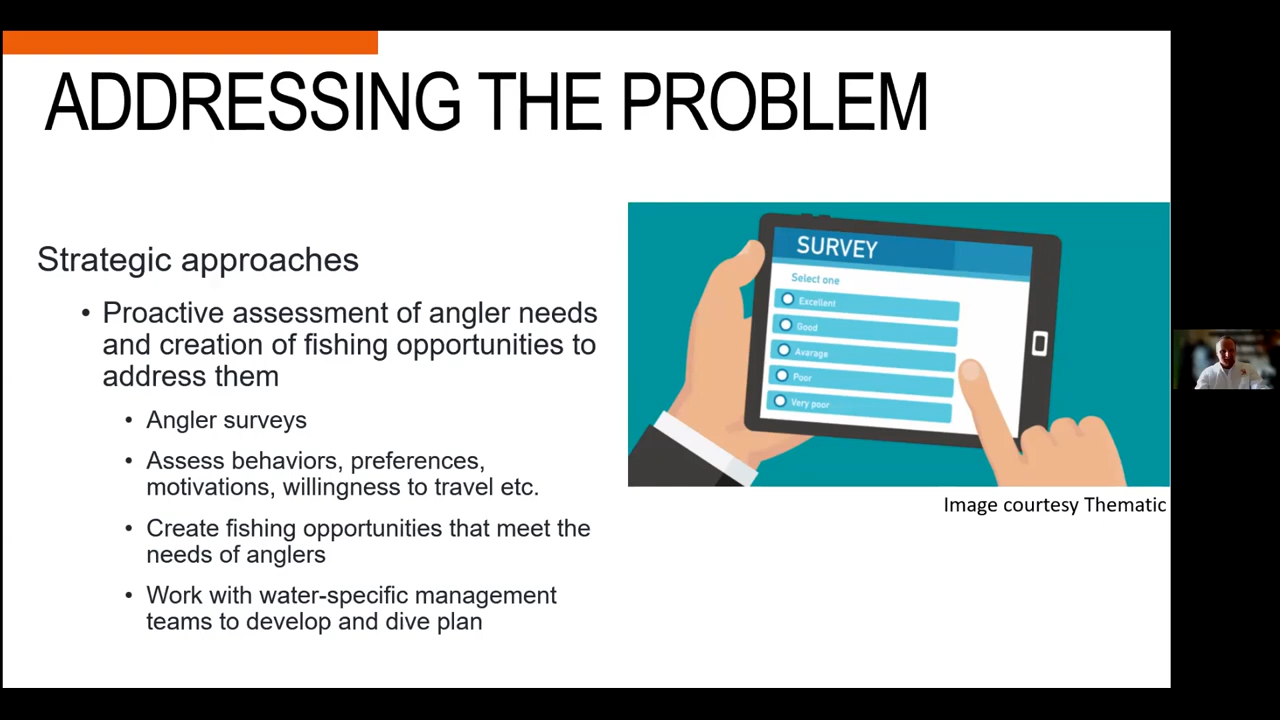 ADDRESSING THE PROBLEM
Strategic approaches
• Proactive assessment of angler needs
and creation of fishing opportunities to
address them
• Angler surveys
• Assess behaviors, preferences,
motivations, willingness to travel etc.
• Create fishing opportunities that meet the
needs of anglers
• Work with water-specific management
teams to develop and dive plan
SURVEY
Select one
Excellent
Good
Avarage
Poor
Very poor
Image courtesy Thematic